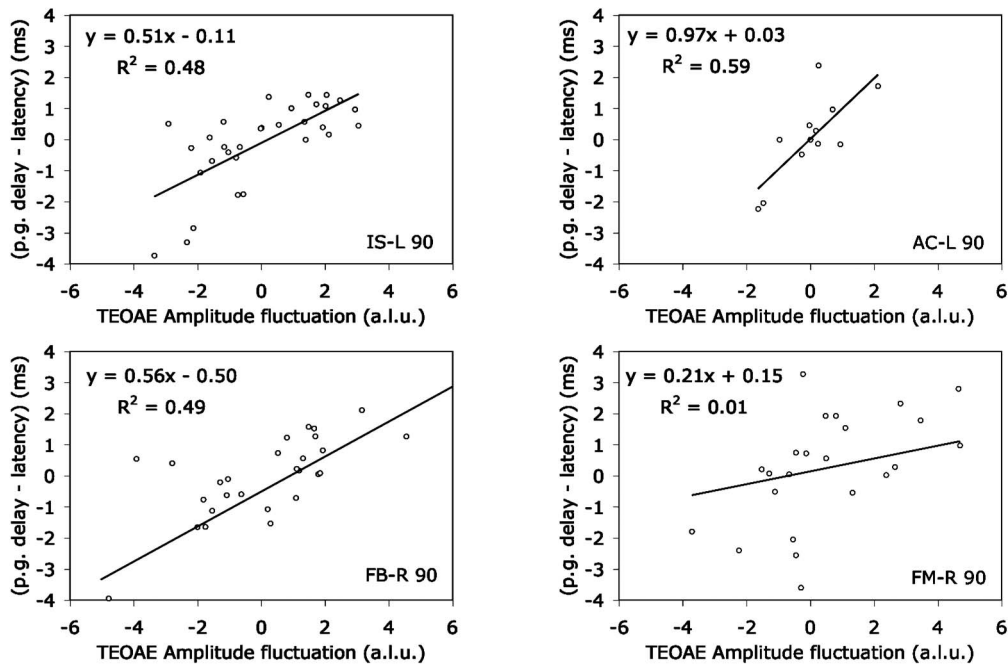 y = 0.51x - 0.11
R² = 0.48
IS-L 90
4
3
2
1
0
-1
-2
-3
-4
-6 -4 -2 0 2 4 6
(p.g. delay - latency) (ms)
TEOAE Amplitude fluctuation (a.l.u.)
y = 0.97x + 0.03
R² = 0.59
AC-L 90
4
3
2
1
0
-1
-2
-3
-4
-6 -4 -2 0 2 4 6
(p.g. delay - latency) (ms)
TEOAE Amplitude fluctuation (a.l.u.)
y = 0.56x - 0.50
R² = 0.49
FB-R 90
4
3
2
1
0
-1
-2
-3
-4
-6 -4 -2 0 2 4 6
(p.g. delay - latency) (ms)
TEOAE Amplitude fluctuation (a.l.u.)
y = 0.21x + 0.15
R² = 0.01
FM-R 90
4
3
2
1
0
-1
-2
-3
-4
-6 -4 -2 0 2 4 6
(p.g. delay - latency) (ms)
TEOAE Amplitude fluctuation (a.l.u.)